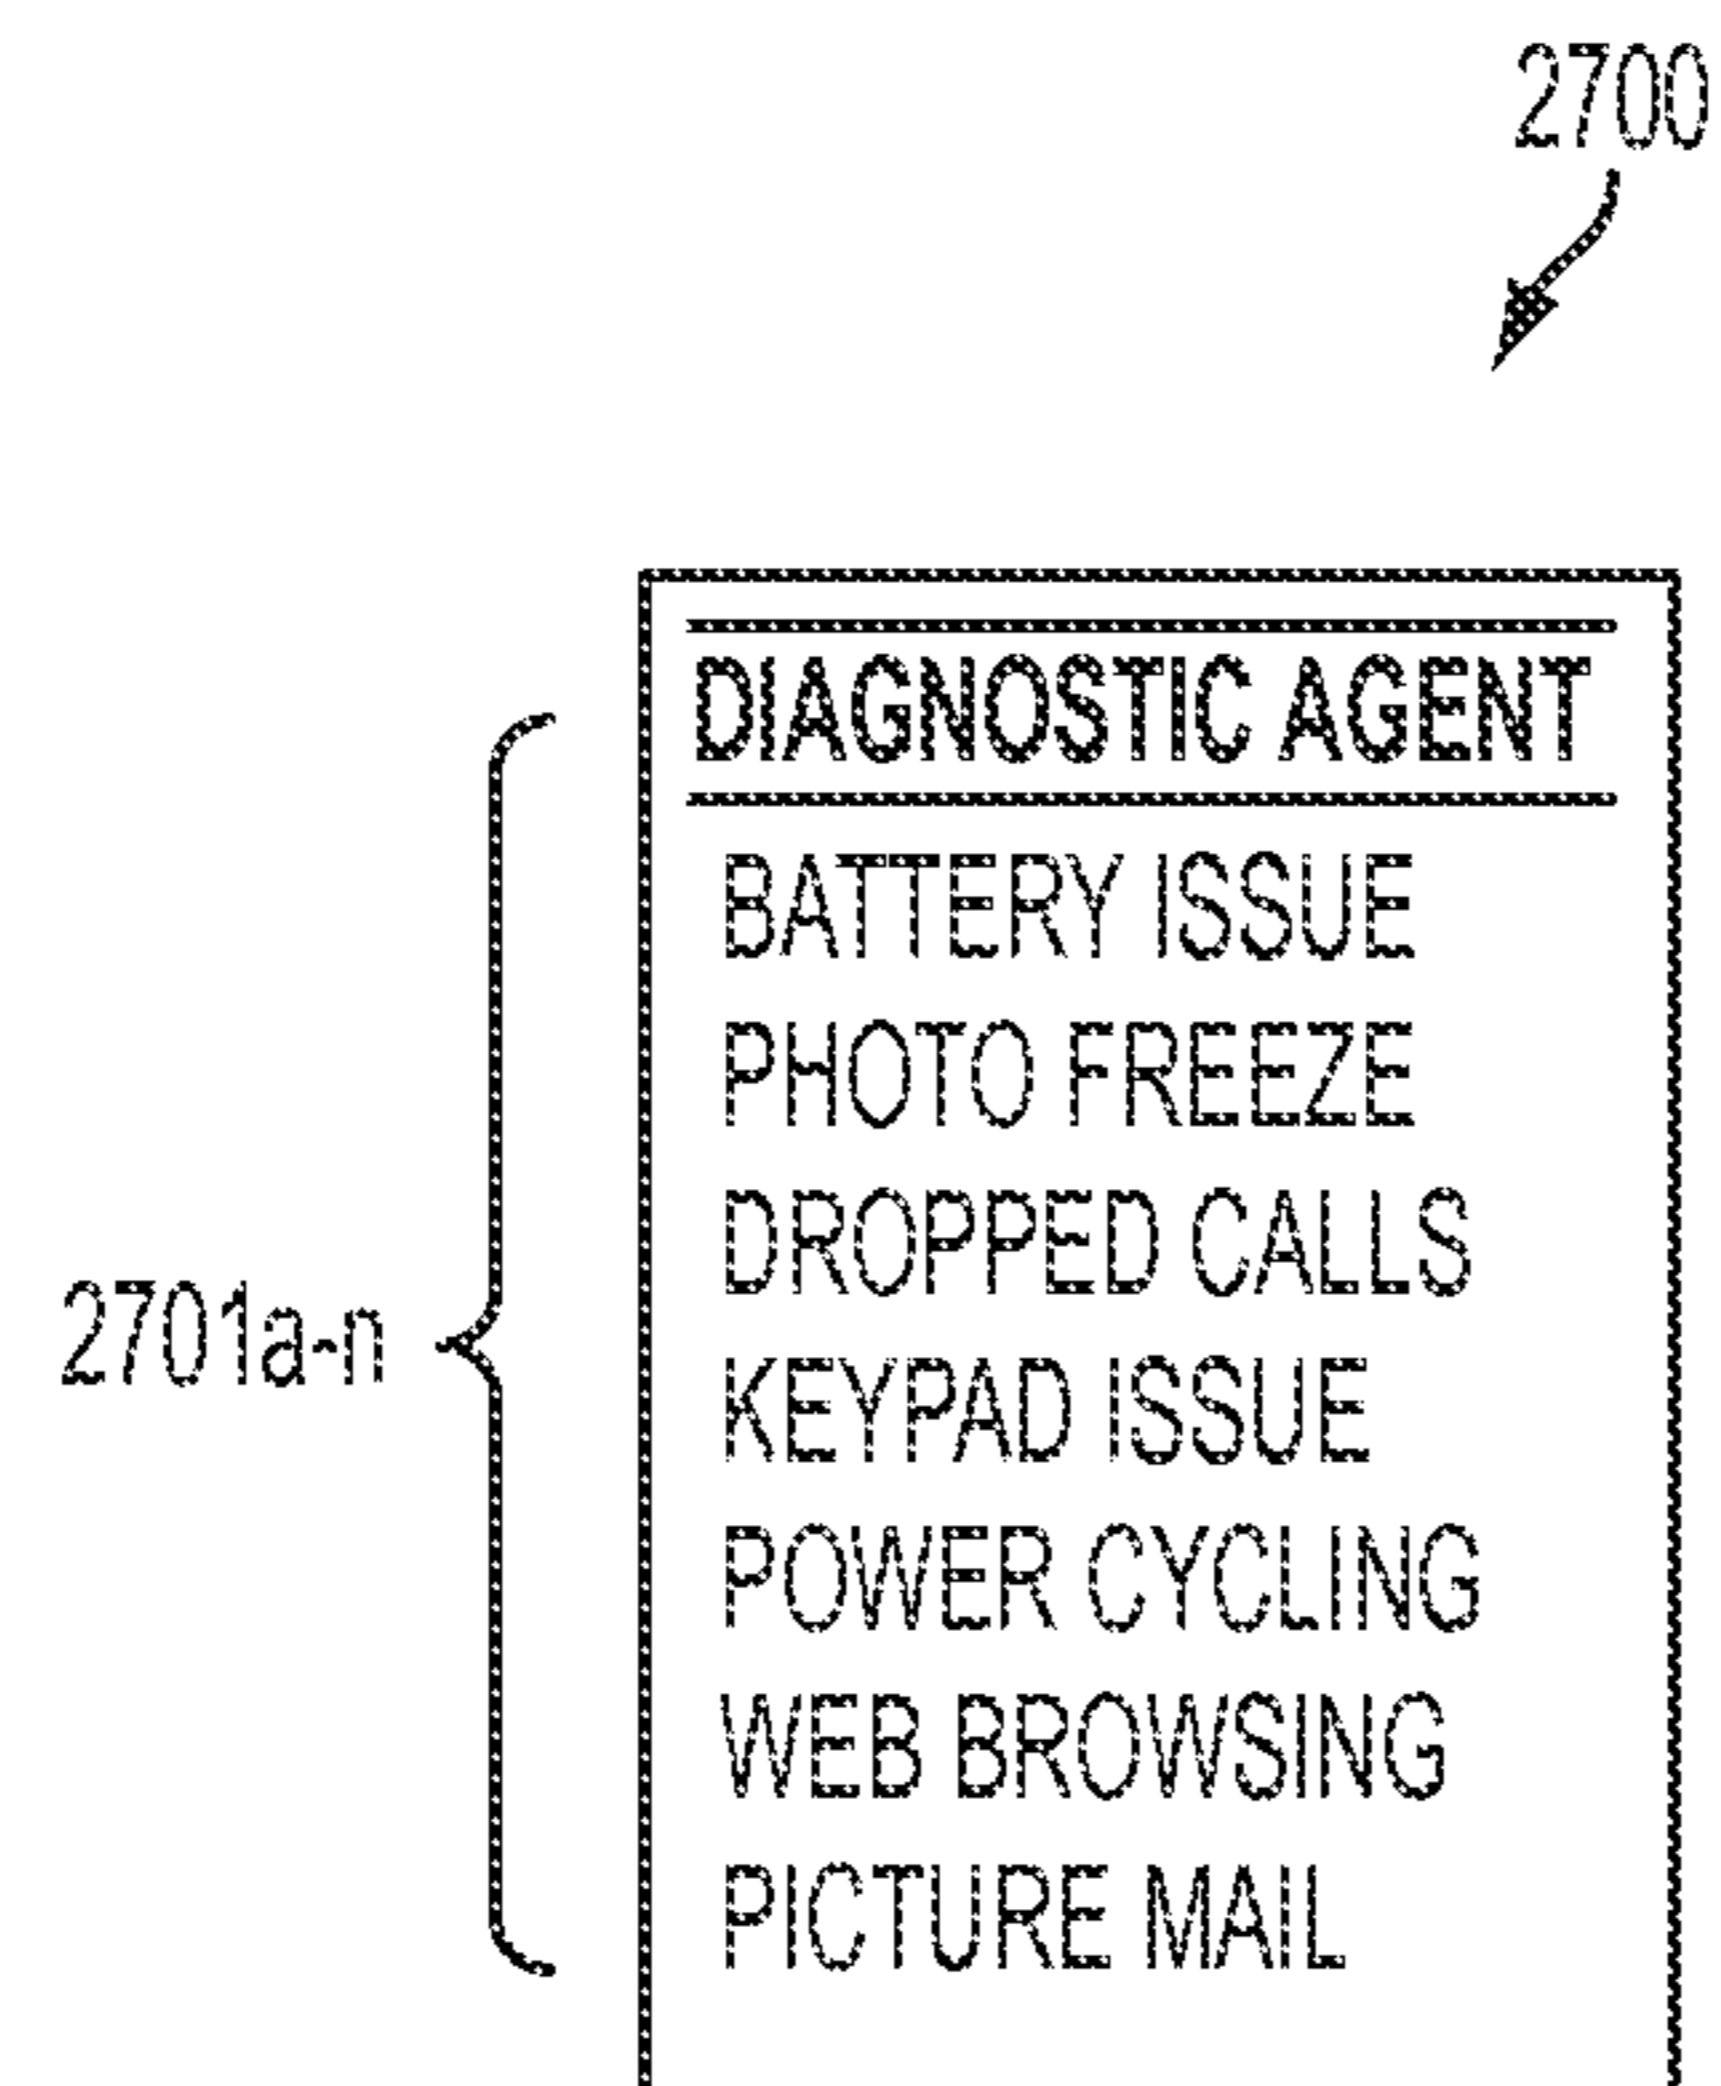 2700
DIAGNOSTIC AGENT
BATTERY ISSUE
PHOTO FREEZE
DROPPED CALLS
2701a-n
KEYPAD ISSUE
POWER CYCLING
WEB BROWSING
PICTURE MAIL